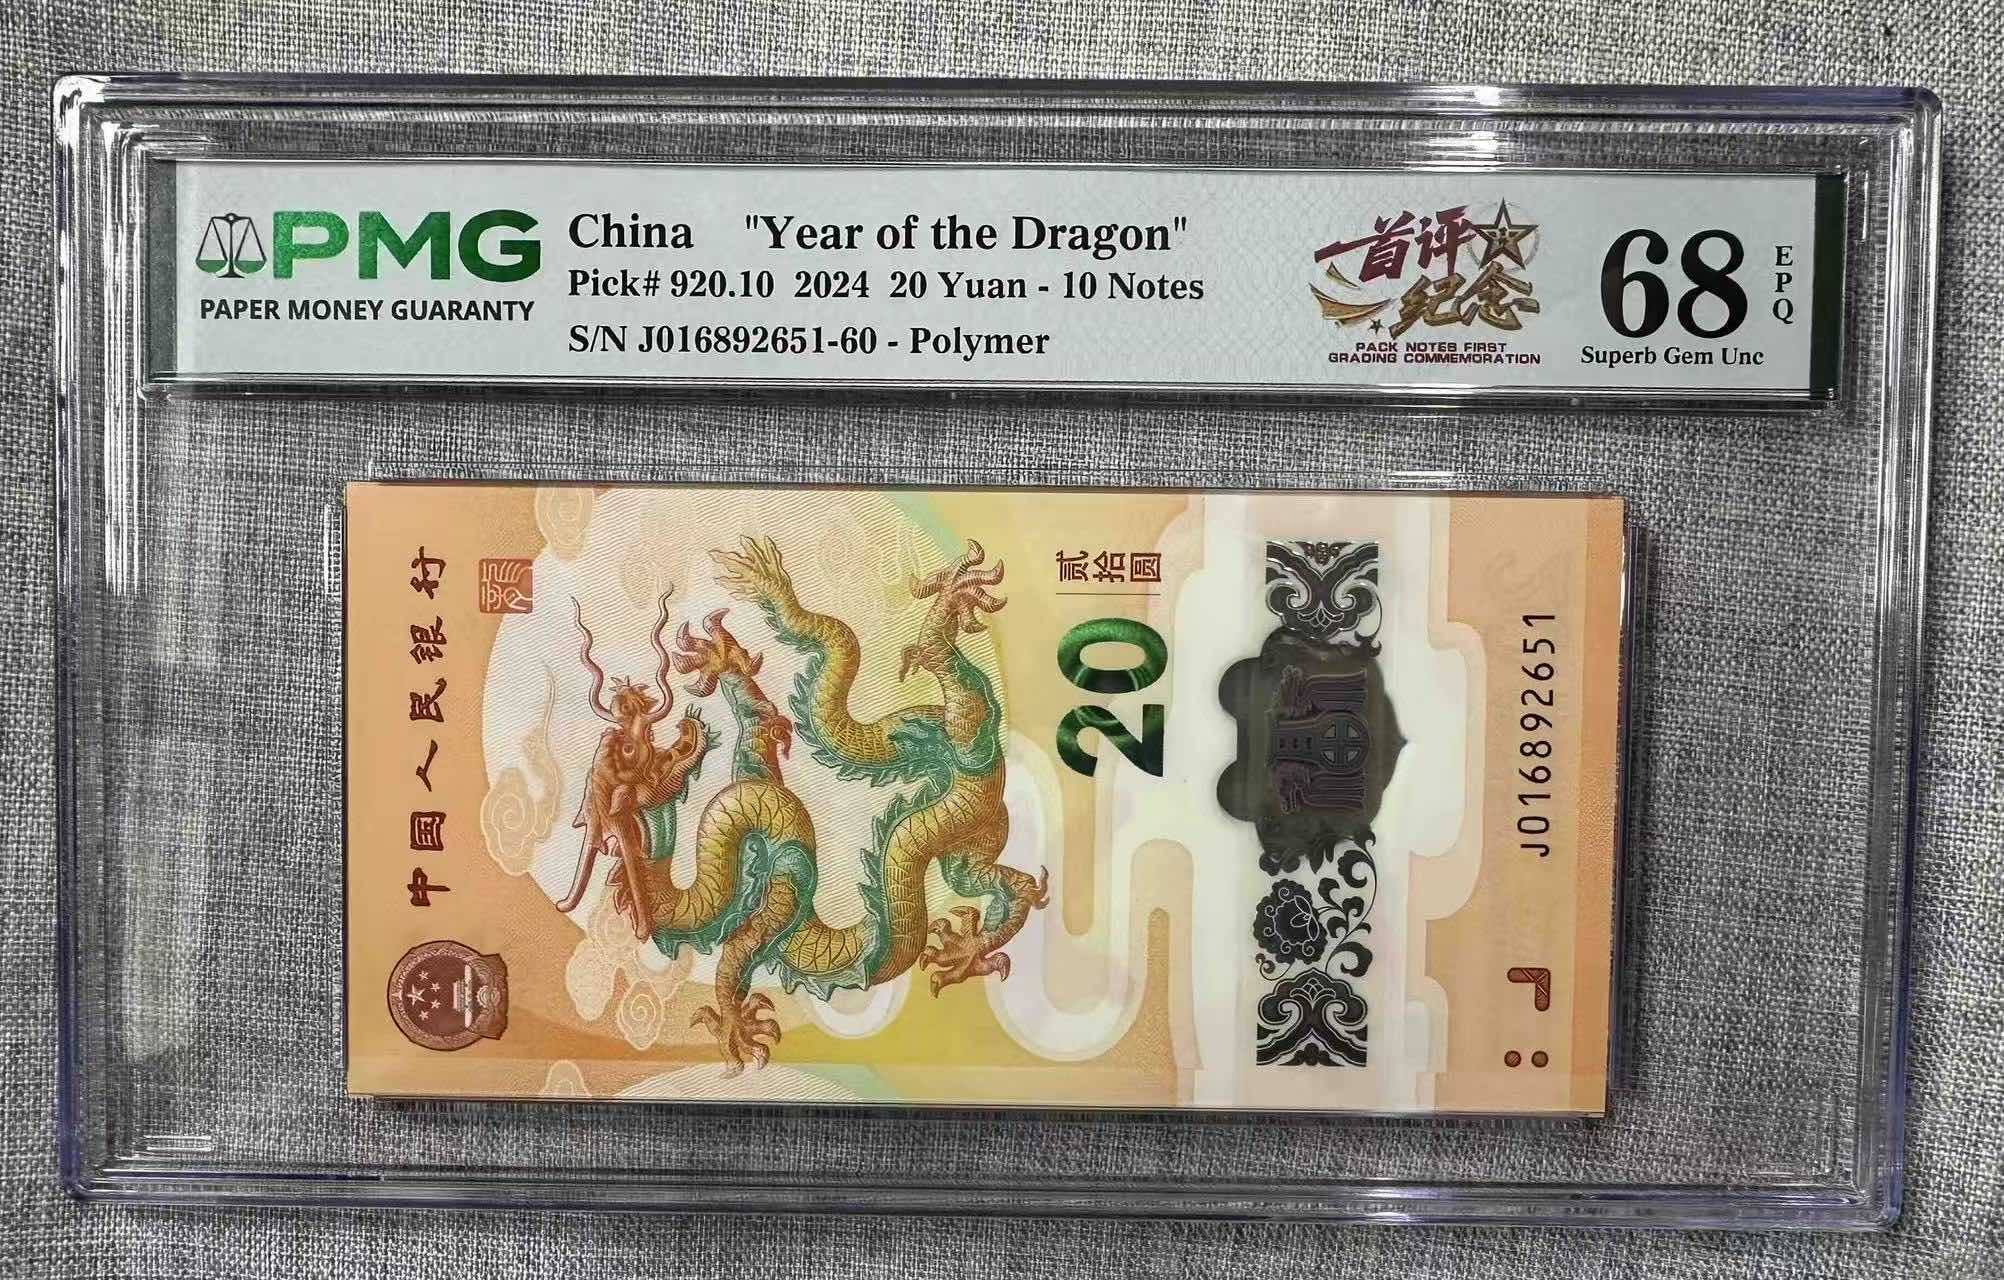 PMG
PAPER MONEY GUARANTY
China "Year of the Dragon"
Pick# 920.10 2024 20 Yuan - 10 Notes
S/N J016892651-60 - Polymer
首评
纪念
PACK NOTES FIRST
GRADING COMMEMORATION
68
EPQ
Superb Gem Unc
中国人民银行
贰拾圆
20
J016892651